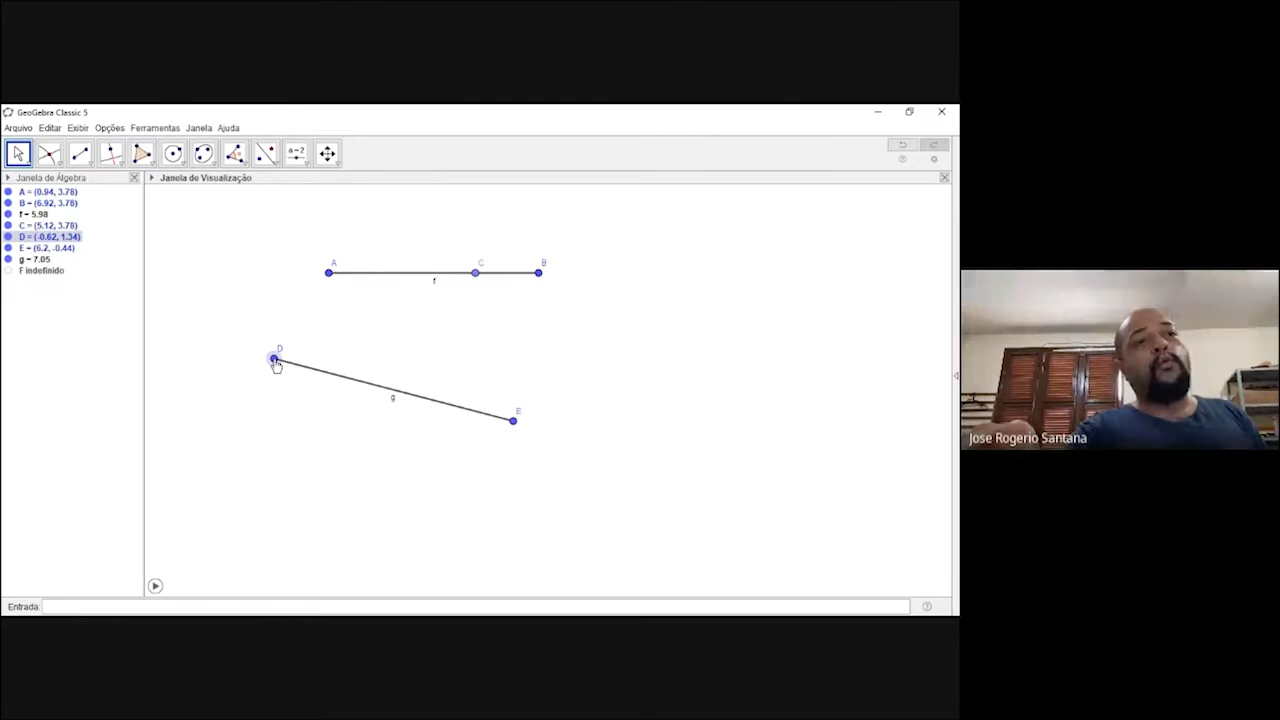 GeoGebra Classic 5
Arquivo Editar Exibir Opções Ferramentas Janela Ajuda
a = 2
Janela de Álgebra
Janela de Visualização
A = (0.94, 3.78)
B = (6.92, 3.78)
f = 5.98
C = (5.12, 3.78)
D = (-0.62, 1.34)
E = (6.2, -0.44)
g = 7.05
F indefinido
A
C
B
f
D
g
E
Jose Rogerio Santana
Entrada: